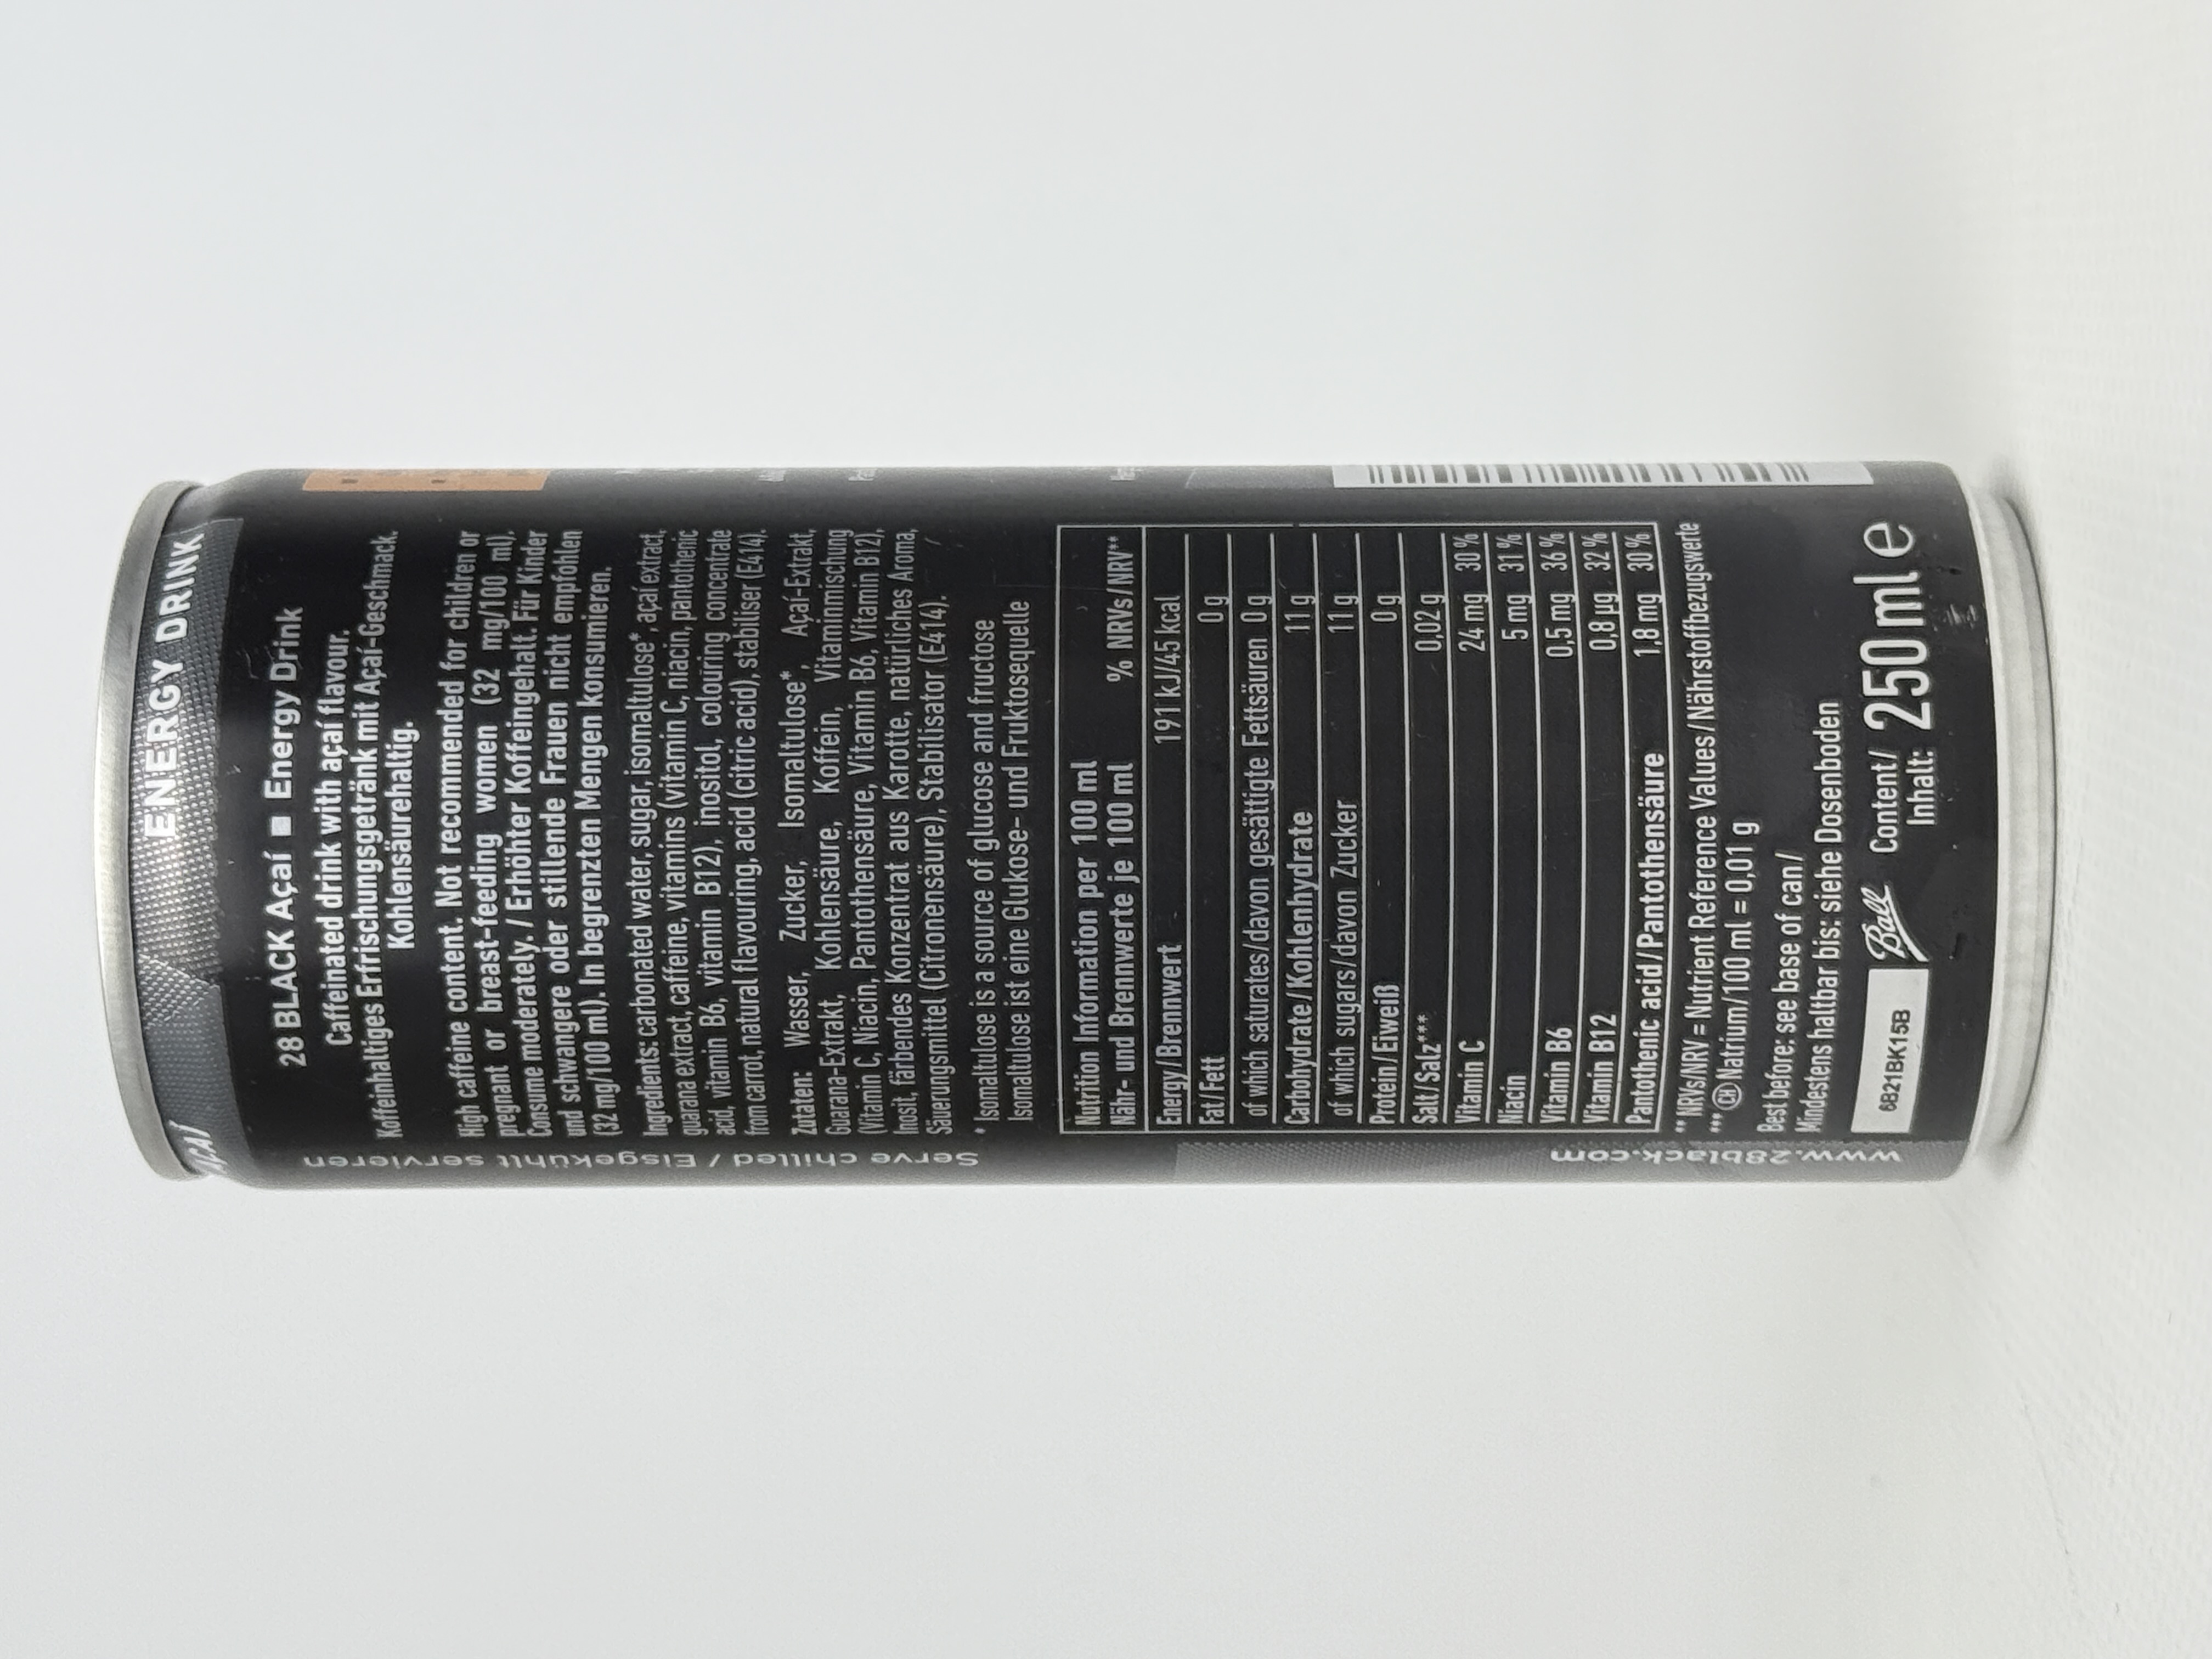 ENERGY DRINK
AÇAÍ
28 BLACK Açaí ■ Energy Drink
Caffeinated drink with açaí flavour.
Koffeinhaltiges Erfrischungsgetränk mit Açaí-Geschmack.
Kohlensäurehaltig.
High caffeine content. Not recommended for children or
pregnant or breast-feeding women (32 mg/100 ml).
Consume moderately. / Erhöhter Koffeingehalt. Für Kinder
und schwangere oder stillende Frauen nicht empfohlen
(32 mg/100 ml). In begrenzten Mengen konsumieren.
Ingredients: carbonated water, sugar, isomaltulose*, açaí extract,
guarana extract, caffeine, vitamins (vitamin C, niacin, pantothenic
acid, vitamin B6, vitamin B12), inositol, colouring concentrate
from carrot, natural flavouring, acid (citric acid), stabiliser (E414).
Zutaten: Wasser, Zucker, Isomaltulose*, Açaí-Extrakt,
Guarana-Extrakt, Kohlensäure, Koffein, Vitaminmischung
(Vitamin C, Niacin, Pantothensäure, Vitamin B6, Vitamin B12),
Inosit, färbendes Konzentrat aus Karotte, natürliches Aroma,
Säuerungsmittel (Citronensäure), Stabilisator (E414).
* Isomaltulose is a source of glucose and fructose
Isomaltulose ist eine Glukose- und Fruktosequelle
Nutrition Information per 100 ml
Nähr- und Brennwerte je 100 ml % NRVs/NRV**
Energy/Brennwert 191 kJ/45 kcal
Fat/Fett 0 g
of which saturates/davon gesättigte Fettsäuren 0 g
Carbohydrate/Kohlenhydrate 11 g
of which sugars/davon Zucker 11 g
Protein/Eiweiß 0 g
Salt/Salz*** 0,02 g
Vitamin C 24 mg 30 %
Niacin 5 mg 31 %
Vitamin B6 0,5 mg 36 %
Vitamin B12 0,8 µg 32 %
Pantothenic acid/Pantothensäure 1,8 mg 30 %
** NRVs/NRV = Nutrient Reference Values/Nährstoffbezugswerte
*** CH Natrium/100 ml = 0,01 g
Best before: see base of can/
Mindestens haltbar bis: siehe Dosenboden
6B21BK15B
Ball
Content/
Inhalt: 250 ml e
Serve chilled / Eisgekühlt servieren
www.28black.com